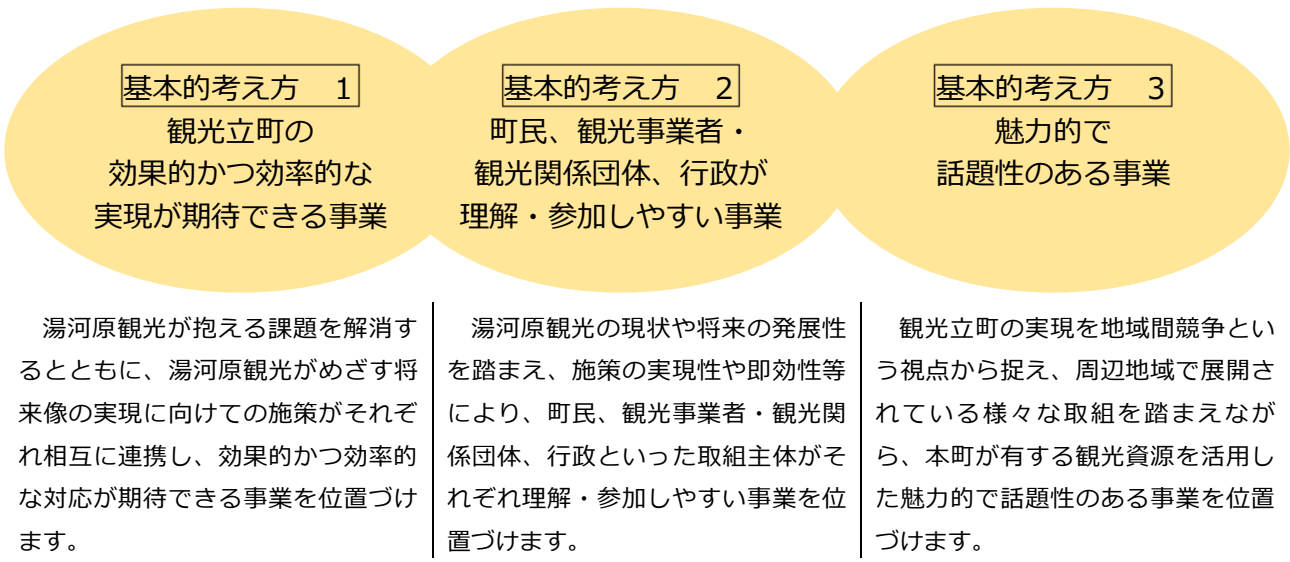 基本的考え方　1
観光立町の
効果的かつ効率的な
実現が期待できる事業
基本的考え方　2
町民、観光事業者・
観光関係団体、行政が
理解・参加しやすい事業
基本的考え方　3
魅力的で
話題性のある事業
湯河原観光が抱える課題を解消す
るとともに、湯河原観光がめざす将
来像の実現に向けての施策がそれぞ
れ相互に連携し、効果的かつ効率的
な対応が期待できる事業を位置づけ
ます。
湯河原観光の現状や将来の発展性
を踏まえ、施策の実現性や即効性等
により、町民、観光事業者・観光関
係団体、行政といった取組主体がそ
れぞれ理解・参加しやすい事業を位
置づけます。
観光立町の実現を地域間競争とい
う視点から捉え、周辺地域で展開さ
れている様々な取組を踏まえなが
ら、本町が有する観光資源を活用し
た魅力的で話題性のある事業を位置
づけます。